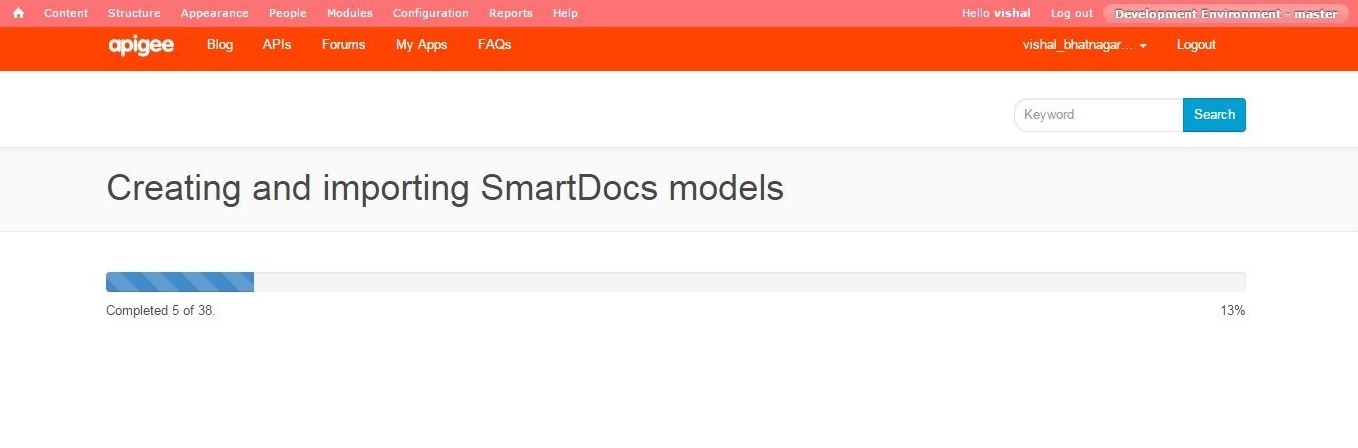 Content Structure Appearance People Modules Configuration Reports Help Hello vishal Log out Development Environment - master
apigee Blog APIs Forums My Apps FAQs vishal_bhatnagar... Logout
Keyword Search
Creating and importing SmartDocs models
Completed 5 of 38. 13%